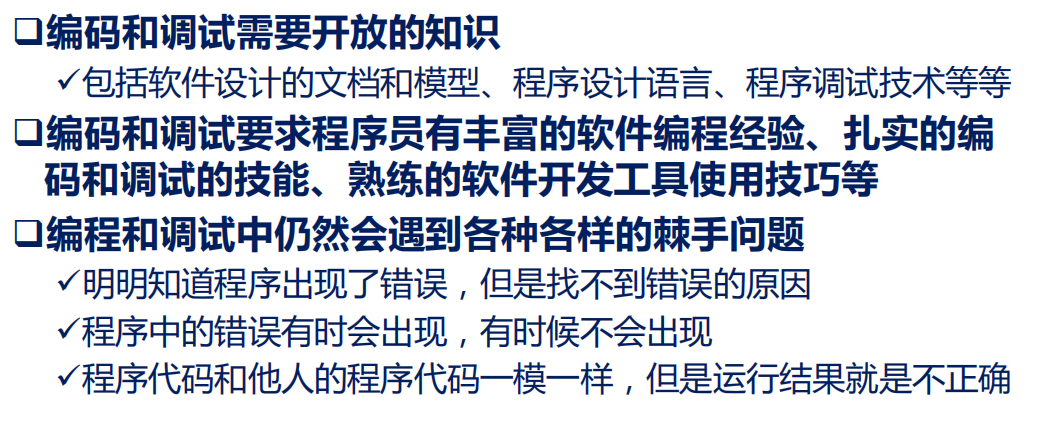 ❑编码和调试需要开放的知识
✓包括软件设计的文档和模型、程序设计语言、程序调试技术等等
❑编码和调试要求程序员有丰富的软件编程经验、扎实的编
码和调试的技能、熟练的软件开发工具使用技巧等
❑编程和调试中仍然会遇到各种各样的棘手问题
✓明明知道程序出现了错误，但是找不到错误的原因
✓程序中的错误有时会出现，有时候不会出现
✓程序代码和他人的程序代码一模一样，但是运行结果就是不正确